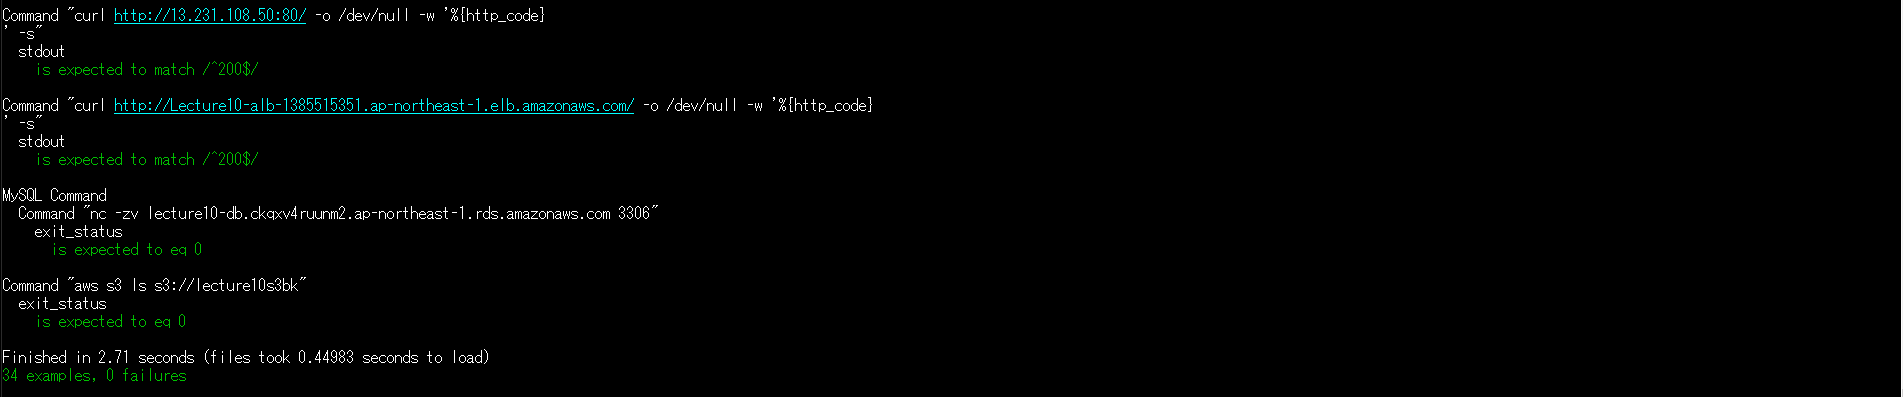 Command "curl http://13.231.108.50:80/ -o /dev/null -w '%{http_code}
' -s"
stdout
is expected to match /^200$/
Command "curl http://Lecture10-alb-1385515351.ap-northeast-1.elb.amazonaws.com/ -o /dev/null -w '%{http_code}
' -s"
stdout
is expected to match /^200$/
MySQL Command
Command "nc -zv lecture10-db.ckqxv4ruunm2.ap-northeast-1.rds.amazonaws.com 3306"
exit_status
is expected to eq 0
Command "aws s3 ls s3://lecture10s3bk"
exit_status
is expected to eq 0
Finished in 2.71 seconds (files took 0.44983 seconds to load)
34 examples, 0 failures